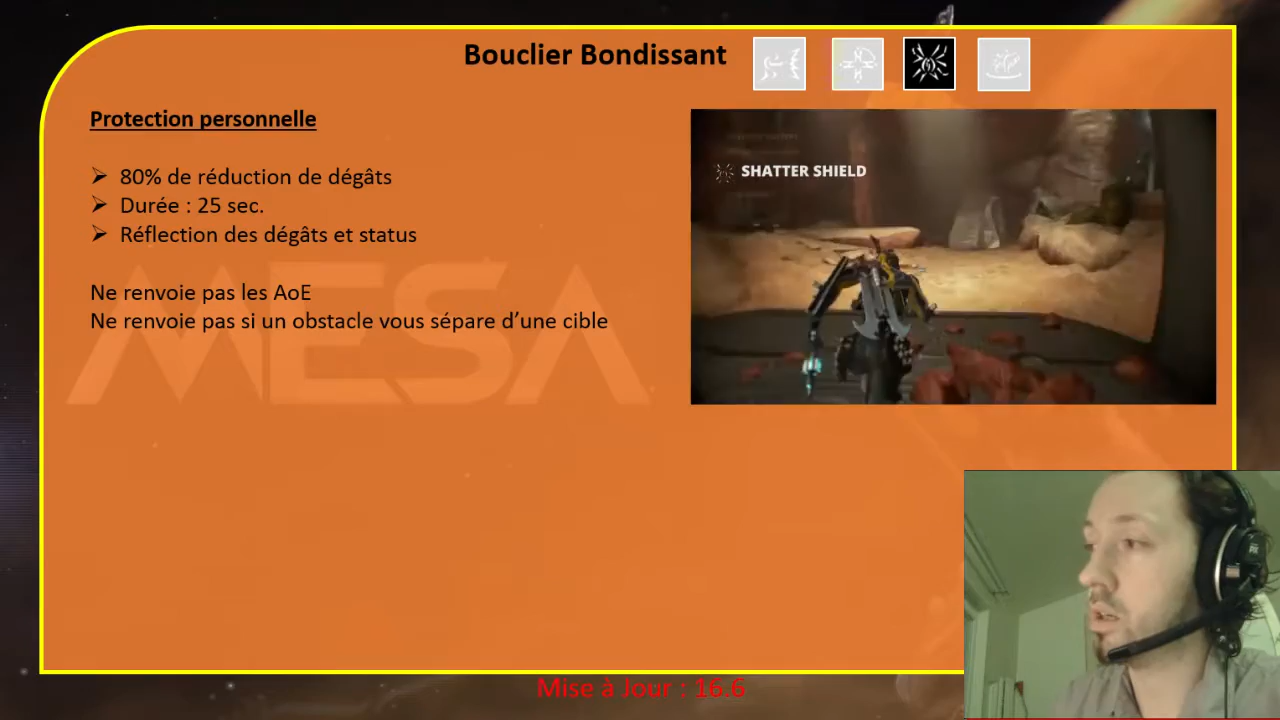 Bouclier Bondissant
Protection personnelle
80% de réduction de dégâts
Durée : 25 sec.
Réflection des dégâts et status
Ne renvoie pas les AoE
Ne renvoie pas si un obstacle vous sépare d’une cible
MESA
SHATTER SHIELD
Mise à Jour : 16.6